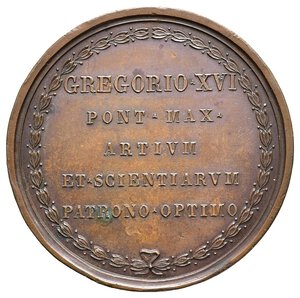 GREGORIO·XVI
PONT·MAX·
ARTIVM
ET·SCIENTIARVM
PATRONO·OPTIMO